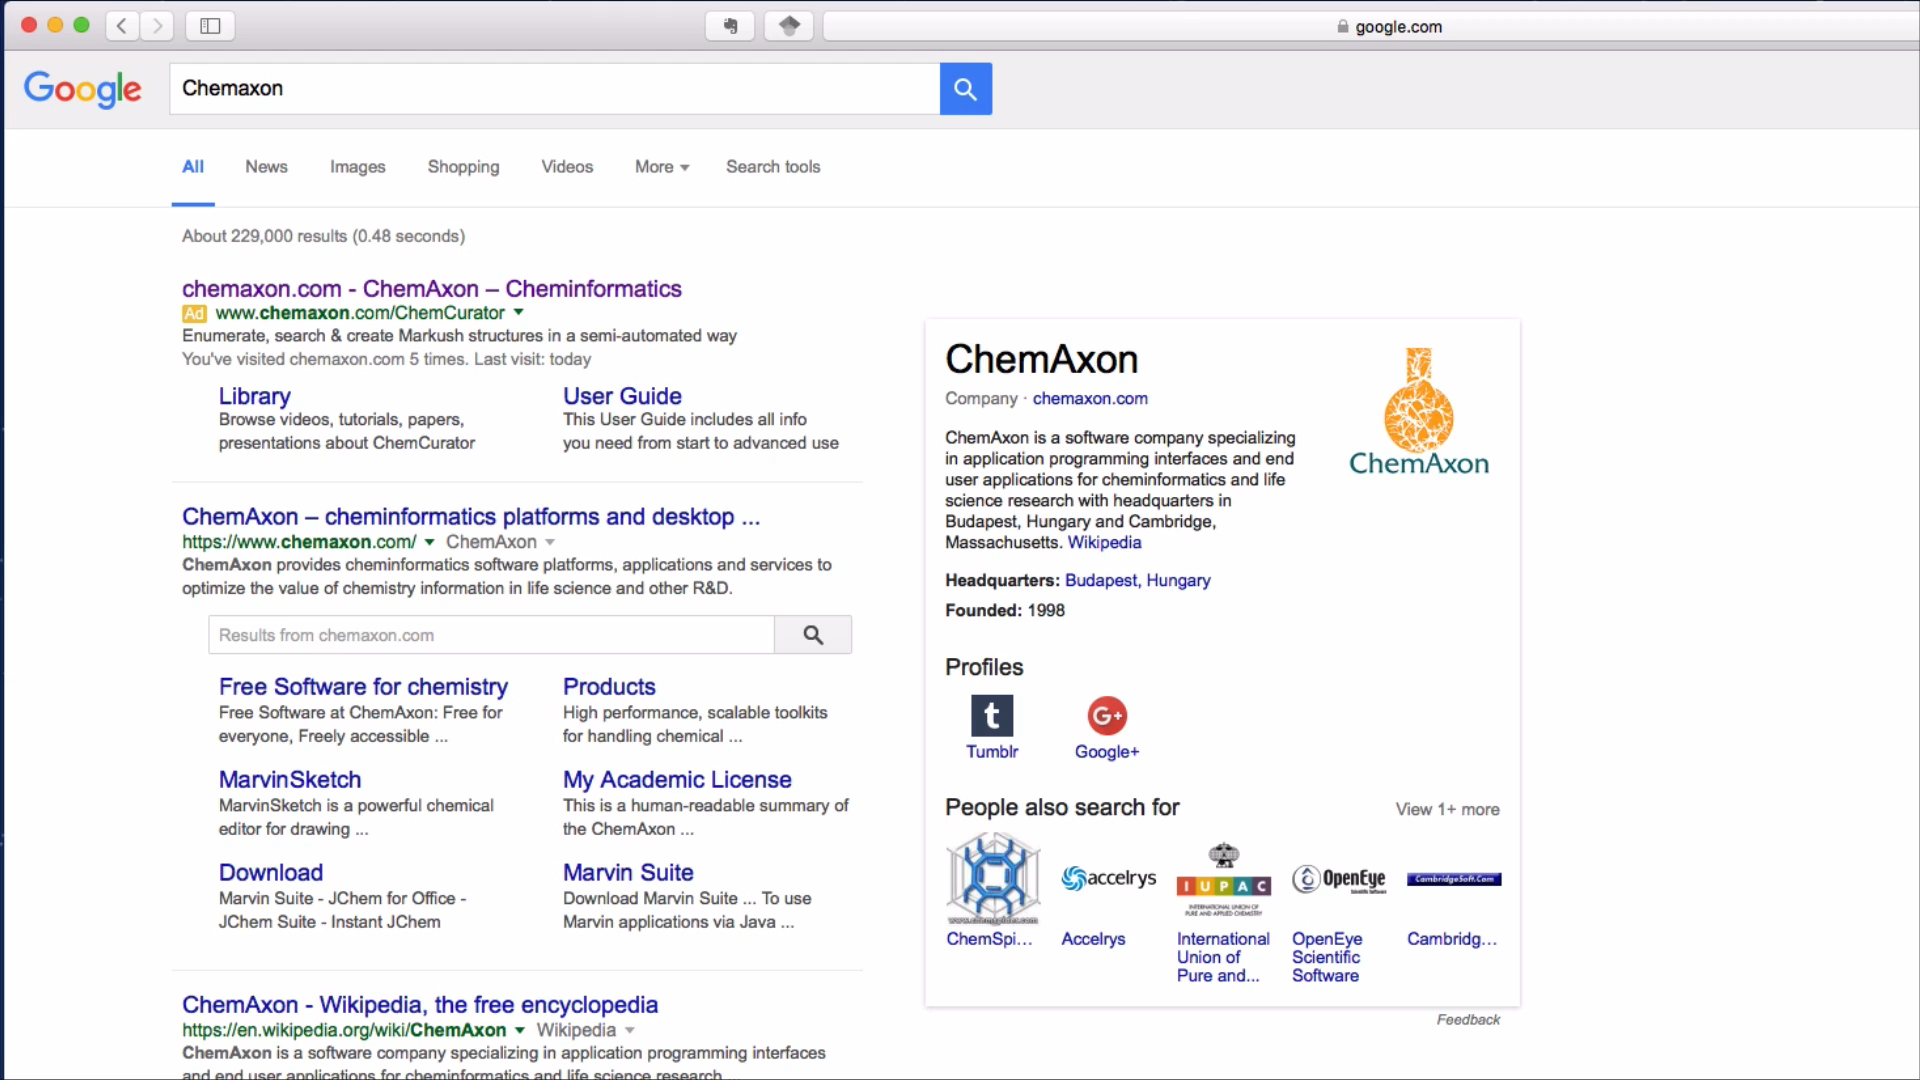 google.com
Google
Chemaxon
All News Images Shopping Videos More Search tools
About 229,000 results (0.48 seconds)
chemaxon.com - ChemAxon – Cheminformatics
Ad www.chemaxon.com/ChemCurator
Enumerate, search & create Markush structures in a semi-automated way
You've visited chemaxon.com 5 times. Last visit: today
Library
Browse videos, tutorials, papers,
presentations about ChemCurator
User Guide
This User Guide includes all info
you need from start to advanced use
ChemAxon – cheminformatics platforms and desktop ...
https://www.chemaxon.com/ ChemAxon
ChemAxon provides cheminformatics software platforms, applications and services to
optimize the value of chemistry information in life science and other R&D.
Results from chemaxon.com
Free Software for chemistry
Free Software at ChemAxon: Free for
everyone, Freely accessible ...
Products
High performance, scalable toolkits
for handling chemical ...
MarvinSketch
MarvinSketch is a powerful chemical
editor for drawing ...
My Academic License
This is a human-readable summary of
the ChemAxon ...
Download
Marvin Suite - JChem for Office -
JChem Suite - Instant JChem
Marvin Suite
Download Marvin Suite ... To use
Marvin applications via Java ...
ChemAxon - Wikipedia, the free encyclopedia
https://en.wikipedia.org/wiki/ChemAxon Wikipedia
ChemAxon is a software company specializing in application programming interfaces
and end user applications for cheminformatics and life science research.
ChemAxon
Company · chemaxon.com
ChemAxon
ChemAxon is a software company specializing
in application programming interfaces and end
user applications for cheminformatics and life
science research with headquarters in
Budapest, Hungary and Cambridge,
Massachusetts. Wikipedia
Headquarters: Budapest, Hungary
Founded: 1998
Profiles
t
G+
Tumblr
Google+
People also search for
View 1+ more
www.chemspider.com
accelrys
IUPAC
INTERNATIONAL UNION OF
PURE AND APPLIED CHEMISTRY
OpenEye
Scientific Software
CambridgeSoft.Com
ChemSpi...
Accelrys
International
Union of
Pure and...
OpenEye
Scientific
Software
Cambridg...
Feedback